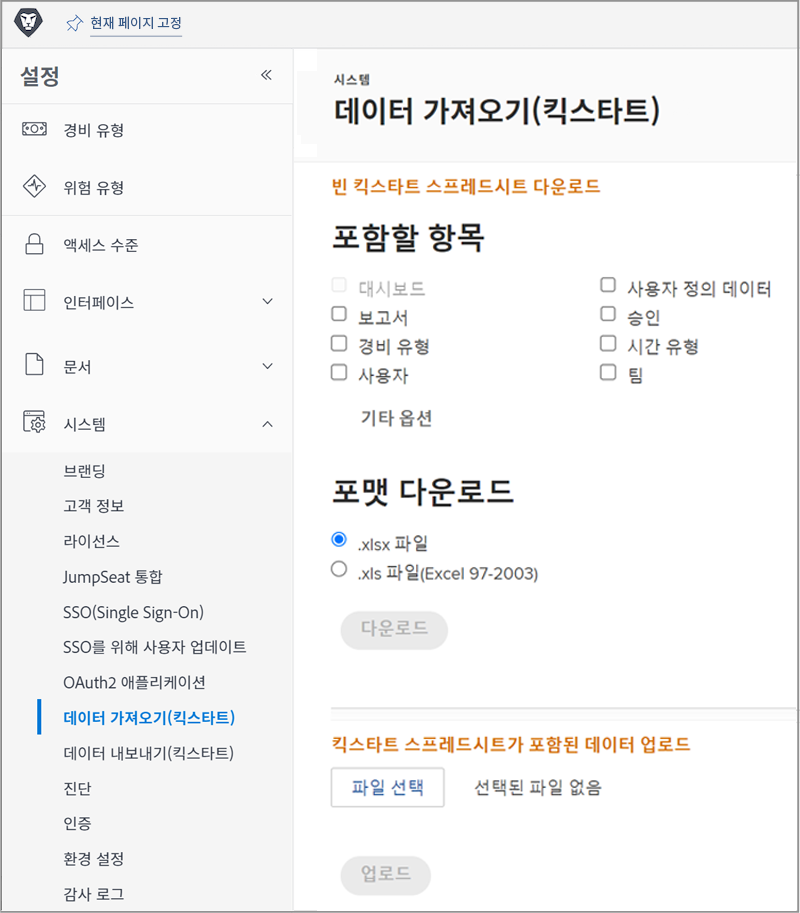 현재 페이지 고정
설정
경비 유형
위험 유형
액세스 수준
인터페이스
문서
시스템
브랜딩
고객 정보
라이선스
JumpSeat 통합
SSO(Single Sign-On)
SSO를 위해 사용자 업데이트
OAuth2 애플리케이션
데이터 가져오기(킥스타트)
데이터 내보내기(킥스타트)
진단
인증
환경 설정
감사 로그
시스템
데이터 가져오기(킥스타트)
빈 킥스타트 스프레드시트 다운로드
포함할 항목
대시보드
보고서
경비 유형
사용자
사용자 정의 데이터
승인
시간 유형
팀
기타 옵션
포맷 다운로드
.xlsx 파일
.xls 파일(Excel 97-2003)
다운로드
킥스타트 스프레드시트가 포함된 데이터 업로드
파일 선택 선택된 파일 없음
업로드